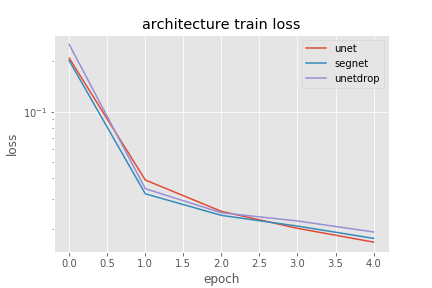 architecture train loss
unet
segnet
unetdrop
10⁻¹
loss
0.0 0.5 1.0 1.5 2.0 2.5 3.0 3.5 4.0
epoch